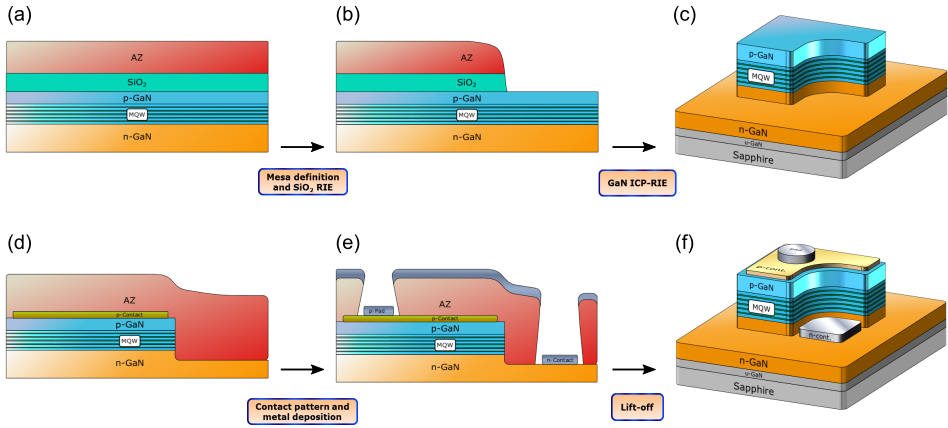 (a)
AZ
SiO₂
p-GaN
MQW
n-GaN
Mesa definition
and SiO₂ RIE
(b)
AZ
SiO₂
p-GaN
MQW
n-GaN
GaN ICP-RIE
(c)
p-GaN
MQW
n-GaN
u-GaN
Sapphire
(d)
AZ
p-Contact
p-GaN
MQW
n-GaN
Contact pattern and
metal deposition
(e)
p-Pad
AZ
p-Contact
p-GaN
MQW
n-Contact
n-GaN
Lift-off
(f)
Pad
p-cont.
p-GaN
MQW
n-cont.
n-GaN
u-GaN
Sapphire